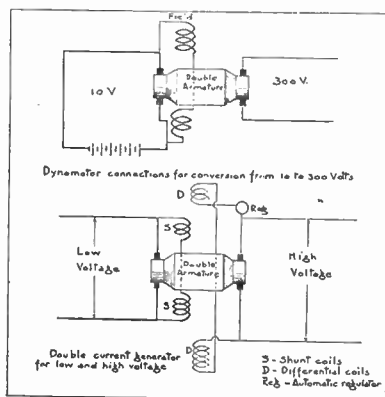 Field
Double
Armature
10 V
300 V.
Dynamotor connections for conversion from 10 to 300 Volts
D
Reg
S
Low
Voltage
Double
Armature
High
Voltage
S
D
Double current generator
for low and high voltage
S - Shunt coils
D - Differential coils
Reg - Automatic regulator